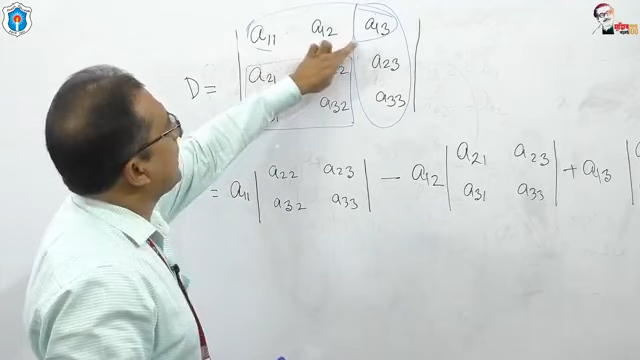 a₁₁ a₁₂ a₁₃
D = a₂₁ a₂₃
a₃₂ a₃₃
= a₁₁ | a₂₂ a₂₃ | − a₁₂ | a₂₁ a₂₃ | + a₁₃ |
a₃₂ a₃₃ a₃₁ a₃₃